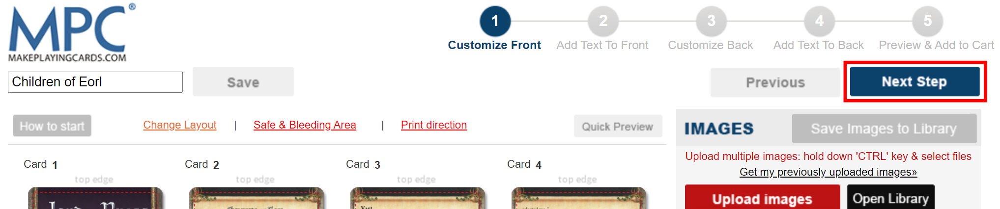 MPC®
MAKEPLAYINGCARDS.COM
1 2 3 4 5
Customize Front Add Text To Front Customize Back Add Text To Back Preview & Add to Cart
Children of Eorl Save Previous Next Step
How to start Change Layout | Safe & Bleeding Area | Print direction Quick Preview
IMAGES Save Images to Library
Upload multiple images: hold down 'CTRL' key & select files
Get my previously uploaded images»
Upload images Open Library
Card 1 Card 2 Card 3 Card 4
top edge top edge top edge top edge